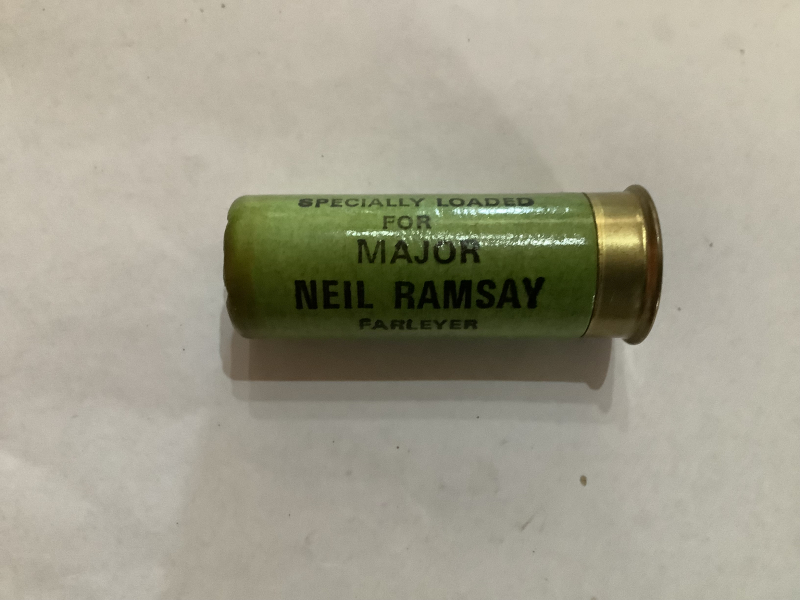 SPECIALLY LOADED
FOR
MAJOR
NEIL RAMSAY
FARLEYER